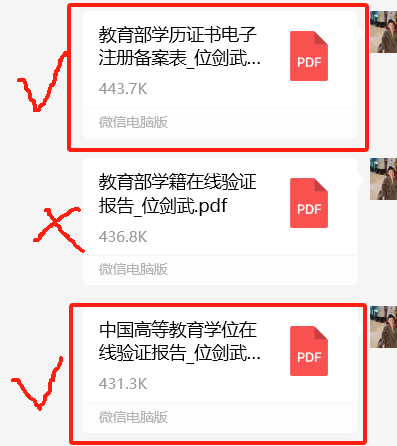 教育部学历证书电子
注册备案表_位剑武...
PDF
443.7K
微信电脑版
教育部学籍在线验证
报告_位剑武.pdf
PDF
436.8K
微信电脑版
中国高等教育学位在
线验证报告_位剑武...
PDF
431.3K
微信电脑版